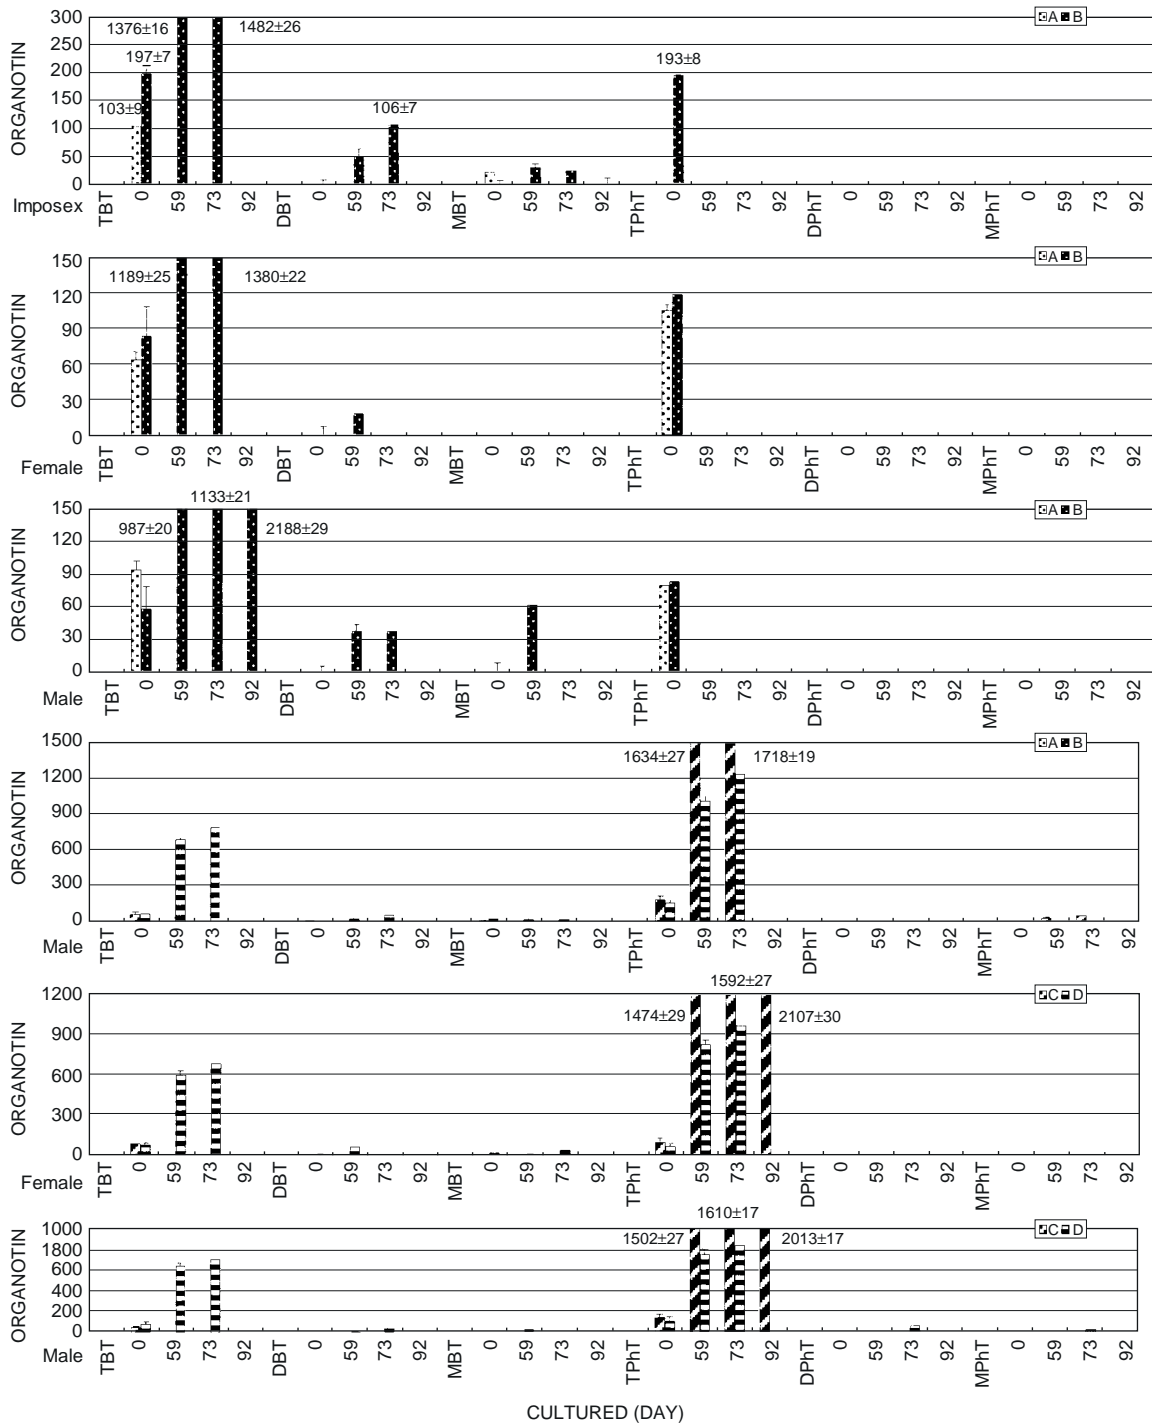 1376±16 1482±26 A B
300
250
197±7 193±8
200
150
103±9 106±7
100
50
0
ORGANOTIN
Imposex TBT 0 59 73 92 DBT 0 59 73 92 MBT 0 59 73 92 TPhT 0 59 73 92 DPhT 0 59 73 92 MPhT 0 59 73 92
A B
150
1189±25 1380±22
120
90
60
30
0
ORGANOTIN
Female TBT 0 59 73 92 DBT 0 59 73 92 MBT 0 59 73 92 TPhT 0 59 73 92 DPhT 0 59 73 92 MPhT 0 59 73 92
1133±21
A B
150
987±20 2188±29
120
90
60
30
0
ORGANOTIN
Male TBT 0 59 73 92 DBT 0 59 73 92 MBT 0 59 73 92 TPhT 0 59 73 92 DPhT 0 59 73 92 MPhT 0 59 73 92
A B
1500
1634±27 1718±19
1200
900
600
300
0
ORGANOTIN
Male TBT 0 59 73 92 DBT 0 59 73 92 MBT 0 59 73 92 TPhT 0 59 73 92 DPhT 0 59 73 92 MPhT 0 59 73 92
1592±27
C D
1200
1474±29 2107±30
900
600
300
0
ORGANOTIN
Female TBT 0 59 73 92 DBT 0 59 73 92 MBT 0 59 73 92 TPhT 0 59 73 92 DPhT 0 59 73 92 MPhT 0 59 73 92
1610±17
C D
1000
1502±27 2013±17
1800
600
400
200
0
ORGANOTIN
Male TBT 0 59 73 92 DBT 0 59 73 92 MBT 0 59 73 92 TPhT 0 59 73 92 DPhT 0 59 73 92 MPhT 0 59 73 92
CULTURED (DAY)